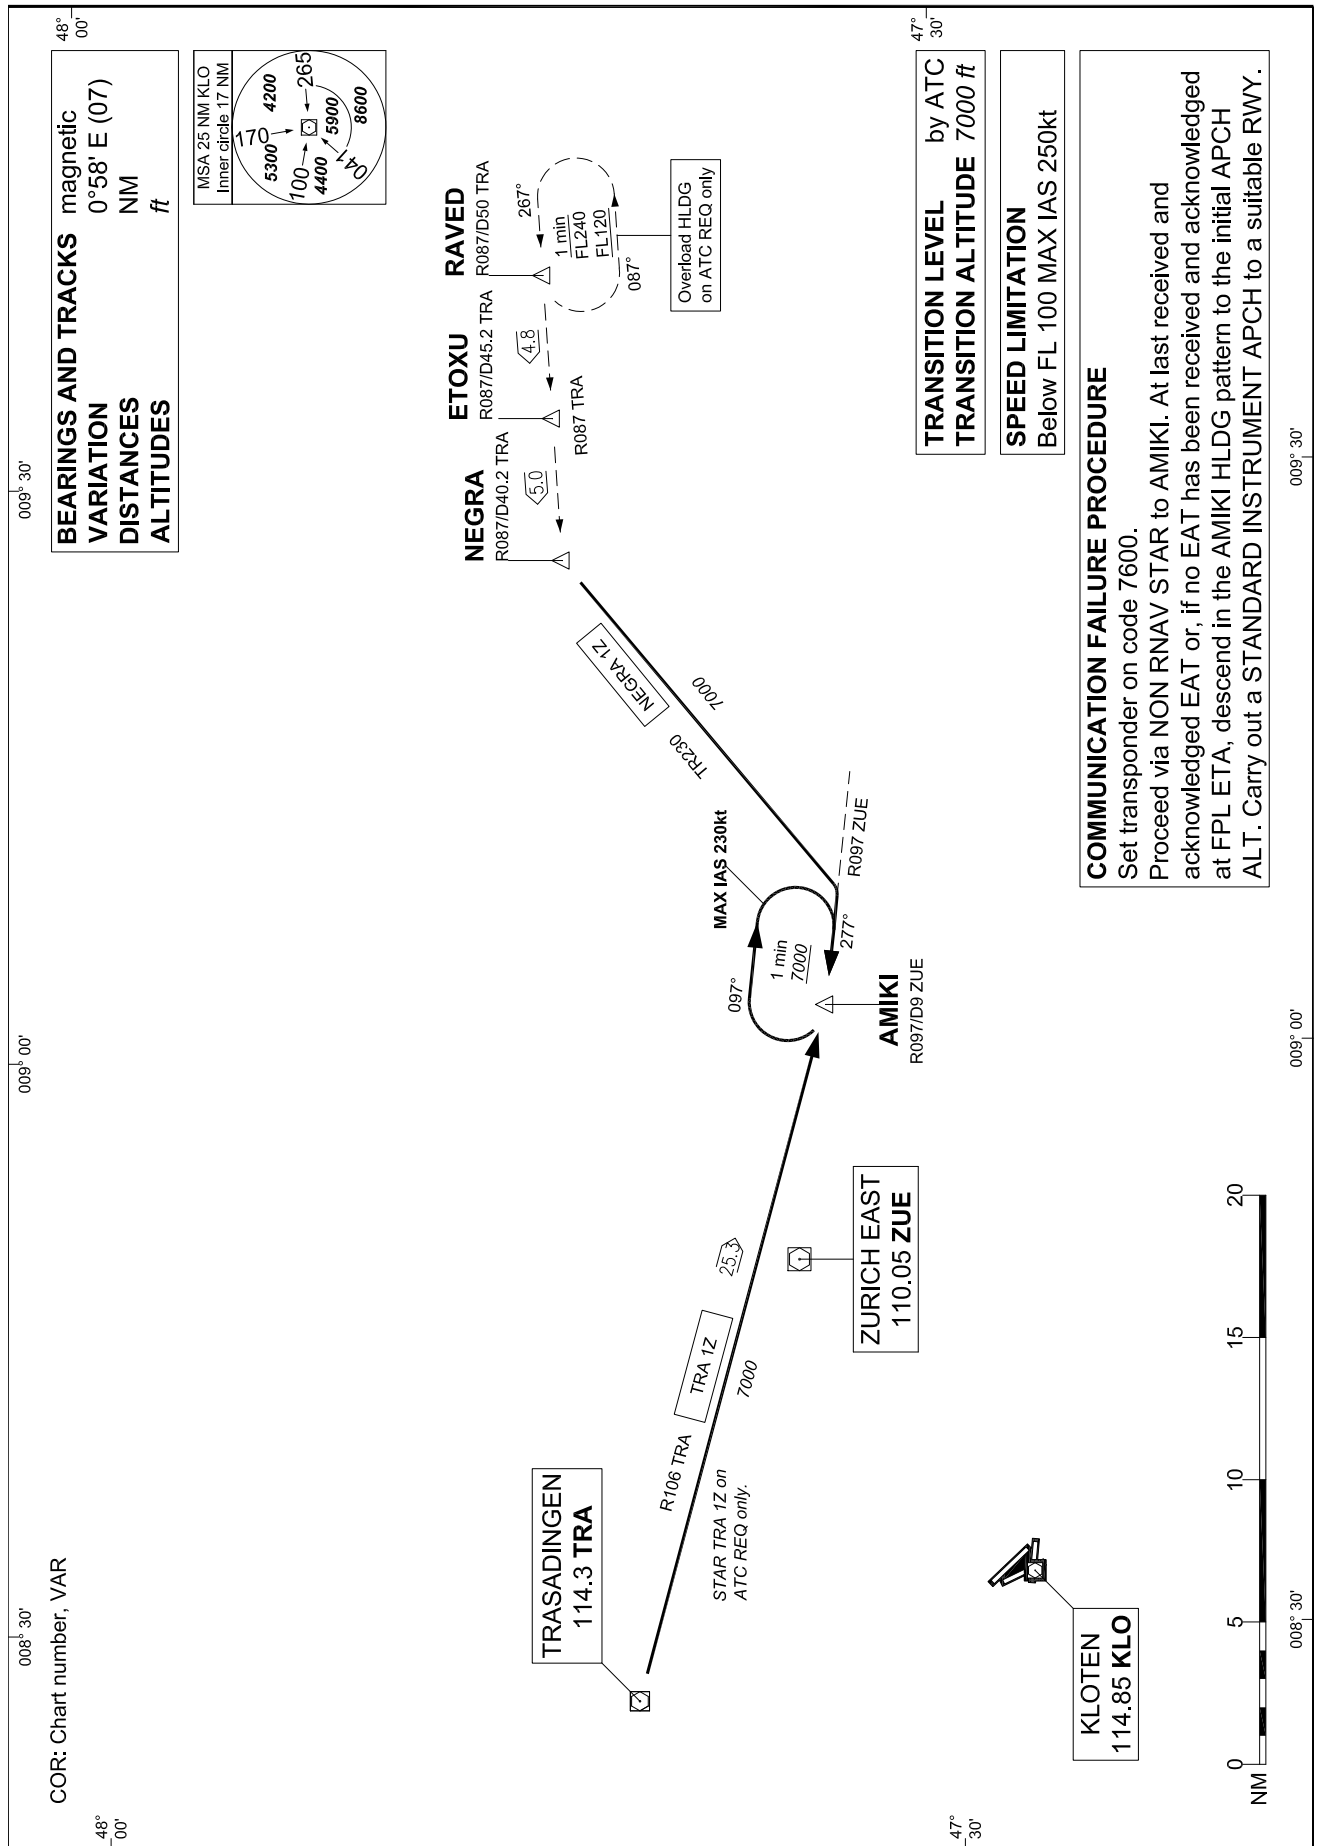 COR: Chart number, VAR
008° 30'
009° 00'
009° 30'
48°
00'
48°
00'
BEARINGS AND TRACKS magnetic
VARIATION 0°58' E (07)
DISTANCES NM
ALTITUDES ft
MSA 25 NM KLO
Inner circle 17 NM
170
4200
265
5300
100
4400
5900
041
8600
NEGRA
R087/D40.2 TRA
ETOXU
R087/D45.2 TRA
RAVED
R087/D50 TRA
267°
1 min
FL240
FL120
087°
4.8
5.0
R087 TRA
Overload HLDG
on ATC REQ only
TRASADINGEN
114.3 TRA
R106 TRA
TRA 1Z
25.3
7000
STAR TRA 1Z on
ATC REQ only.
NEGRA 1Z
TR230
7000
MAX IAS 230kt
097°
1 min
7000
277°
R097 ZUE
AMIKI
R097/D9 ZUE
ZURICH EAST
110.05 ZUE
KLOTEN
114.85 KLO
TRANSITION LEVEL by ATC
TRANSITION ALTITUDE 7000 ft
SPEED LIMITATION
Below FL 100 MAX IAS 250kt
COMMUNICATION FAILURE PROCEDURE
Set transponder on code 7600.
Proceed via NON RNAV STAR to AMIKI. At last received and
acknowledged EAT or, if no EAT has been received and acknowledged
at FPL ETA, descend in the AMIKI HLDG pattern to the initial APCH
ALT. Carry out a STANDARD INSTRUMENT APCH to a suitable RWY.
47°
30'
47°
30'
NM
0 5 10 15 20
008° 30'
009° 00'
009° 30'